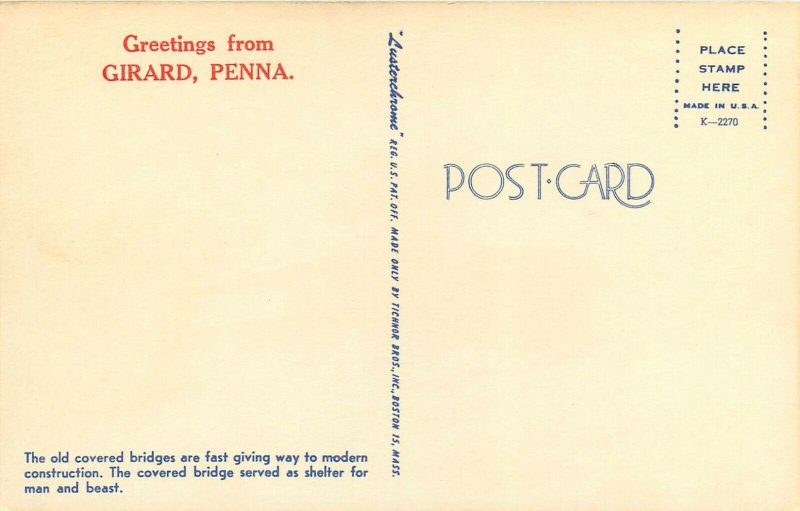 Greetings from
GIRARD, PENNA.
"Lusterchrome" REG. U.S. PAT. OFF. MADE ONLY BY TICHNOR BROS., INC., BOSTON 15, MASS.
PLACE
STAMP
HERE
MADE IN U.S.A.
K—2270
POST·CARD
The old covered bridges are fast giving way to modern
construction. The covered bridge served as shelter for
man and beast.